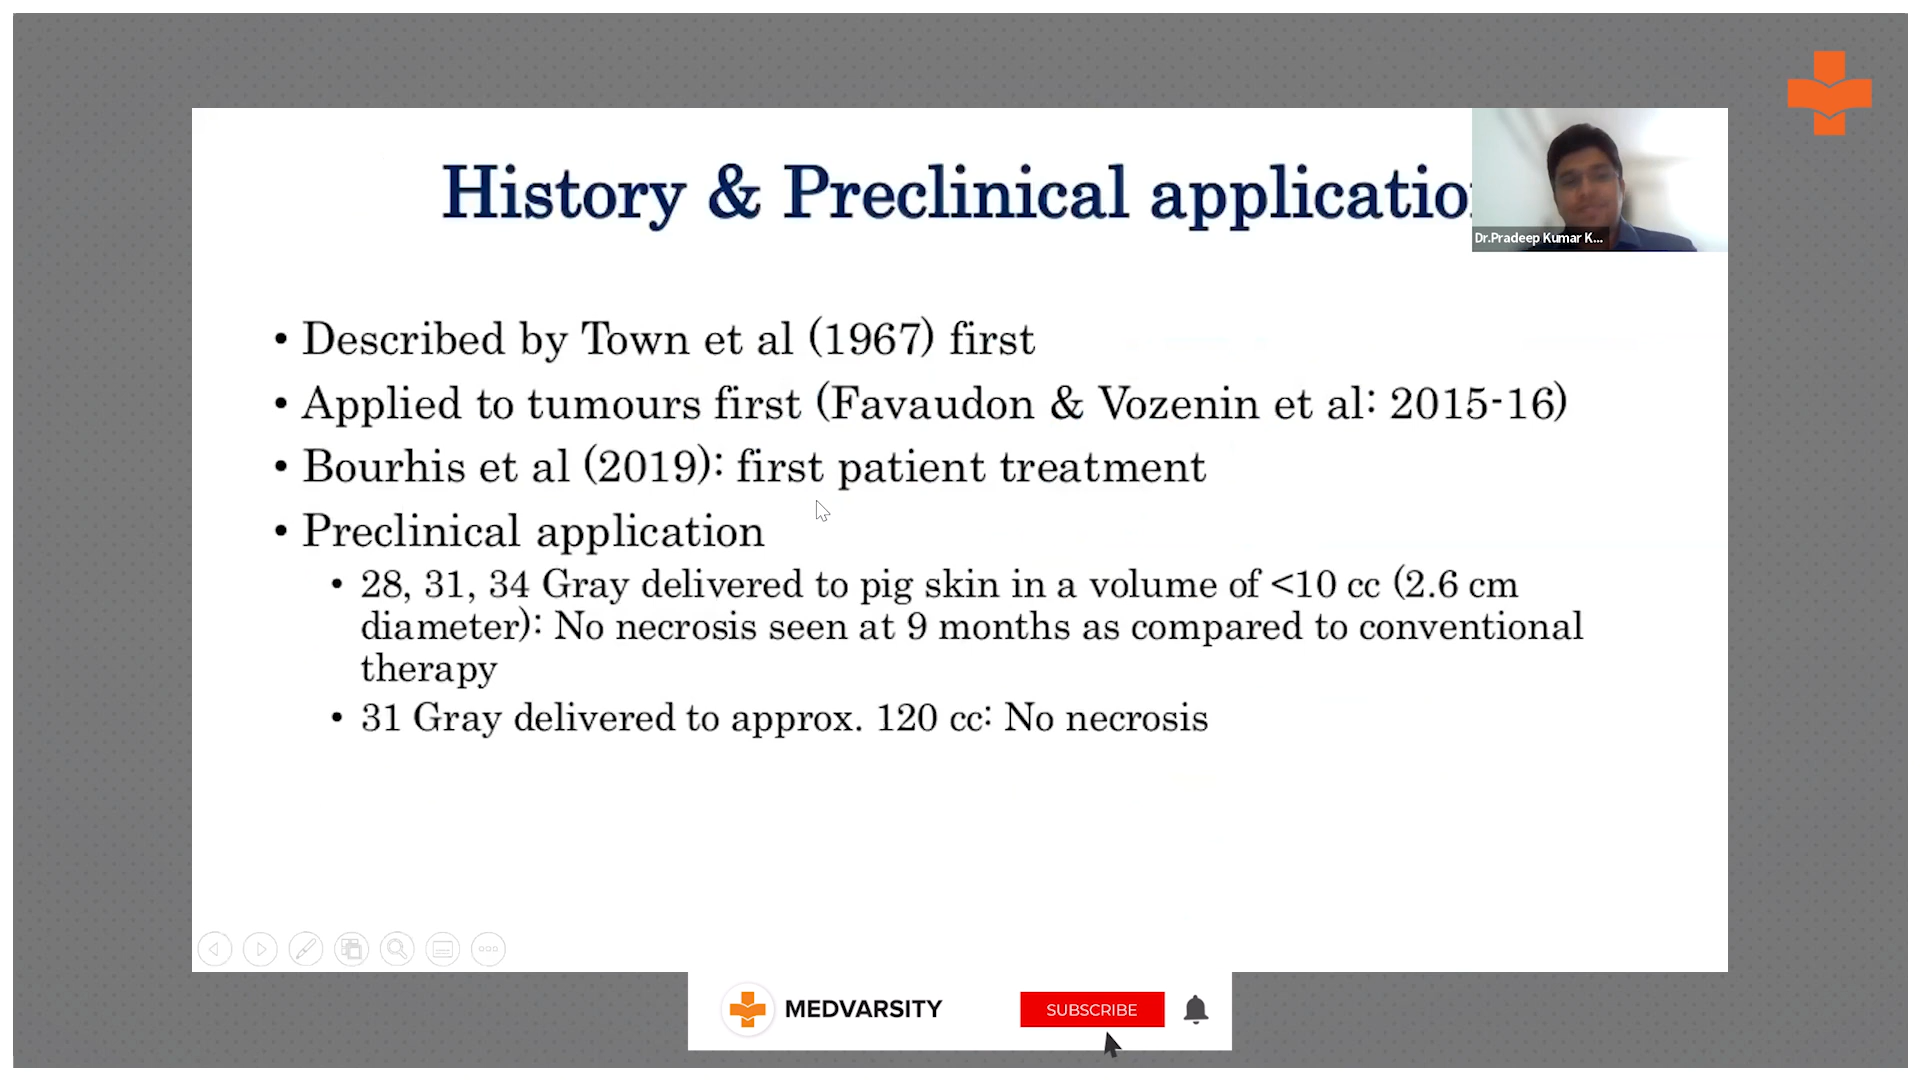 History & Preclinical applicatio
Dr.Pradeep Kumar K...
• Described by Town et al (1967) first
• Applied to tumours first (Favaudon & Vozenin et al: 2015-16)
• Bourhis et al (2019): first patient treatment
• Preclinical application
• 28, 31, 34 Gray delivered to pig skin in a volume of <10 cc (2.6 cm
diameter): No necrosis seen at 9 months as compared to conventional
therapy
• 31 Gray delivered to approx. 120 cc: No necrosis
MEDVARSITY
SUBSCRIBE